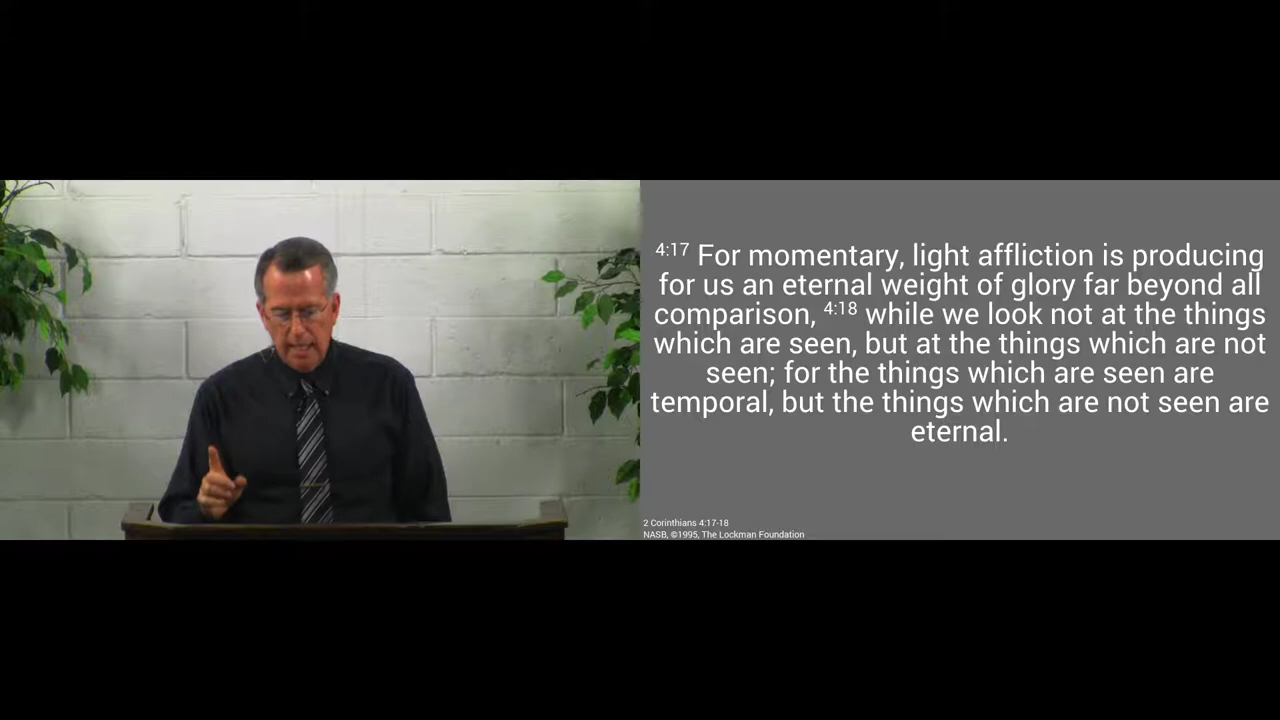 4:17 For momentary, light affliction is producing
for us an eternal weight of glory far beyond all
comparison, 4:18 while we look not at the things
which are seen, but at the things which are not
seen; for the things which are seen are
temporal, but the things which are not seen are
eternal.
2 Corinthians 4:17-18
NASB, ©1995, The Lockman Foundation